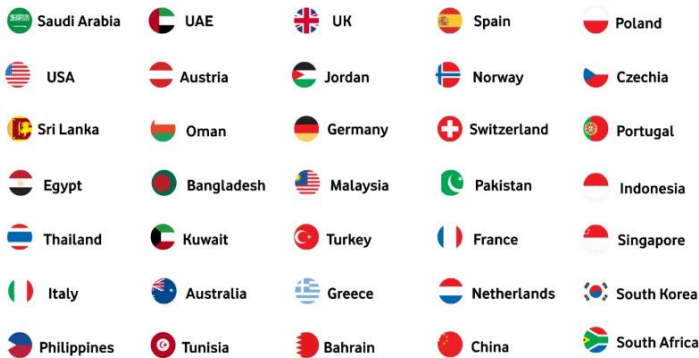 Saudi Arabia UAE UK Spain Poland
USA Austria Jordan Norway Czechia
Sri Lanka Oman Germany Switzerland Portugal
Egypt Bangladesh Malaysia Pakistan Indonesia
Thailand Kuwait Turkey France Singapore
Italy Australia Greece Netherlands South Korea
Philippines Tunisia Bahrain China South Africa